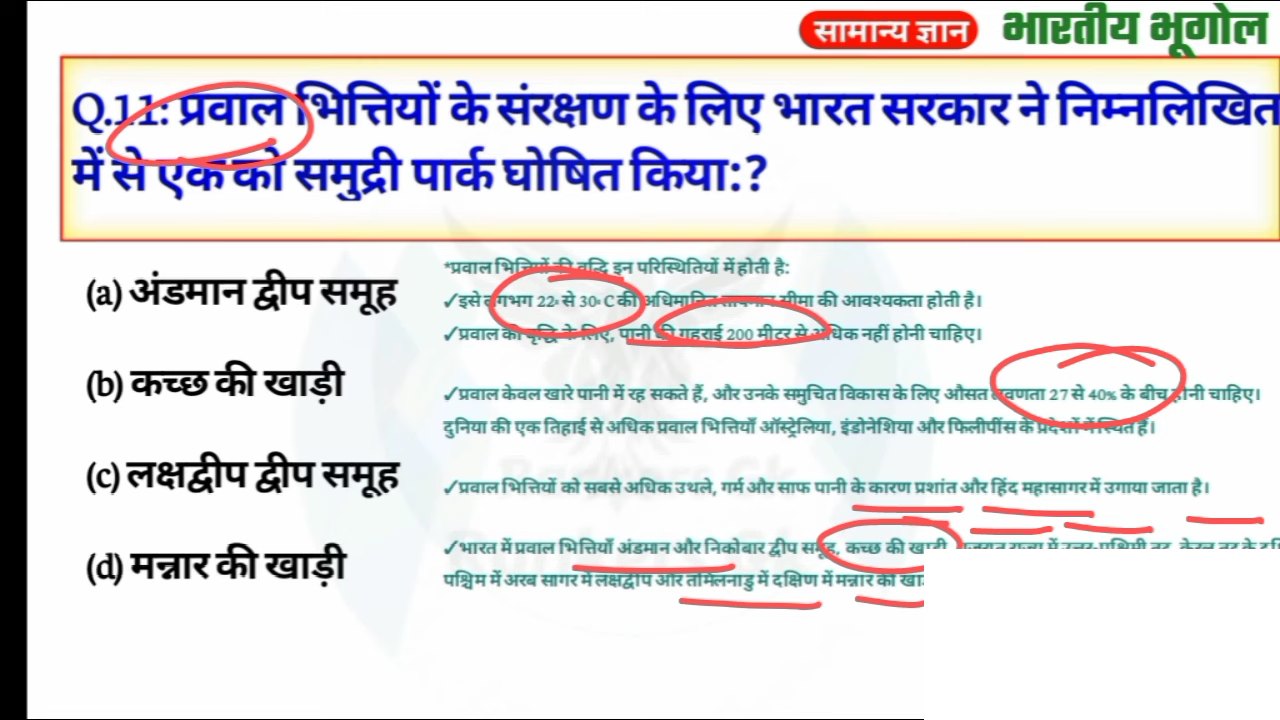 सामान्य ज्ञान भारतीय भूगोल
Q.11: प्रवाल भित्तियों के संरक्षण के लिए भारत सरकार ने निम्नलिखित
में से एक को समुद्री पार्क घोषित किया:?
(a) अंडमान द्वीप समूह
(b) कच्छ की खाड़ी
(c) लक्षद्वीप द्वीप समूह
(d) मन्नार की खाड़ी
*प्रवाल भित्तियों की वृद्धि इन परिस्थितियों में होती है:
✓इसे लगभग 22° से 30° C की अधिमानित तापमान सीमा की आवश्यकता होती है।
✓प्रवाल की वृद्धि के लिए, पानी की गहराई 200 मीटर से अधिक नहीं होनी चाहिए।
✓प्रवाल केवल खारे पानी में रह सकते हैं, और उनके समुचित विकास के लिए औसत लवणता 27 से 40% के बीच होनी चाहिए।
दुनिया की एक तिहाई से अधिक प्रवाल भित्तियाँ ऑस्ट्रेलिया, इंडोनेशिया और फिलीपींस के प्रदेशों में स्थित हैं।
✓प्रवाल भित्तियों को सबसे अधिक उथले, गर्म और साफ पानी के कारण प्रशांत और हिंद महासागर में उगाया जाता है।
✓भारत में प्रवाल भित्तियाँ अंडमान और निकोबार द्वीप समूह, कच्छ की खाड़ी
पश्चिम में अरब सागर में लक्षद्वीप और तमिलनाडु में दक्षिण में मन्नार की